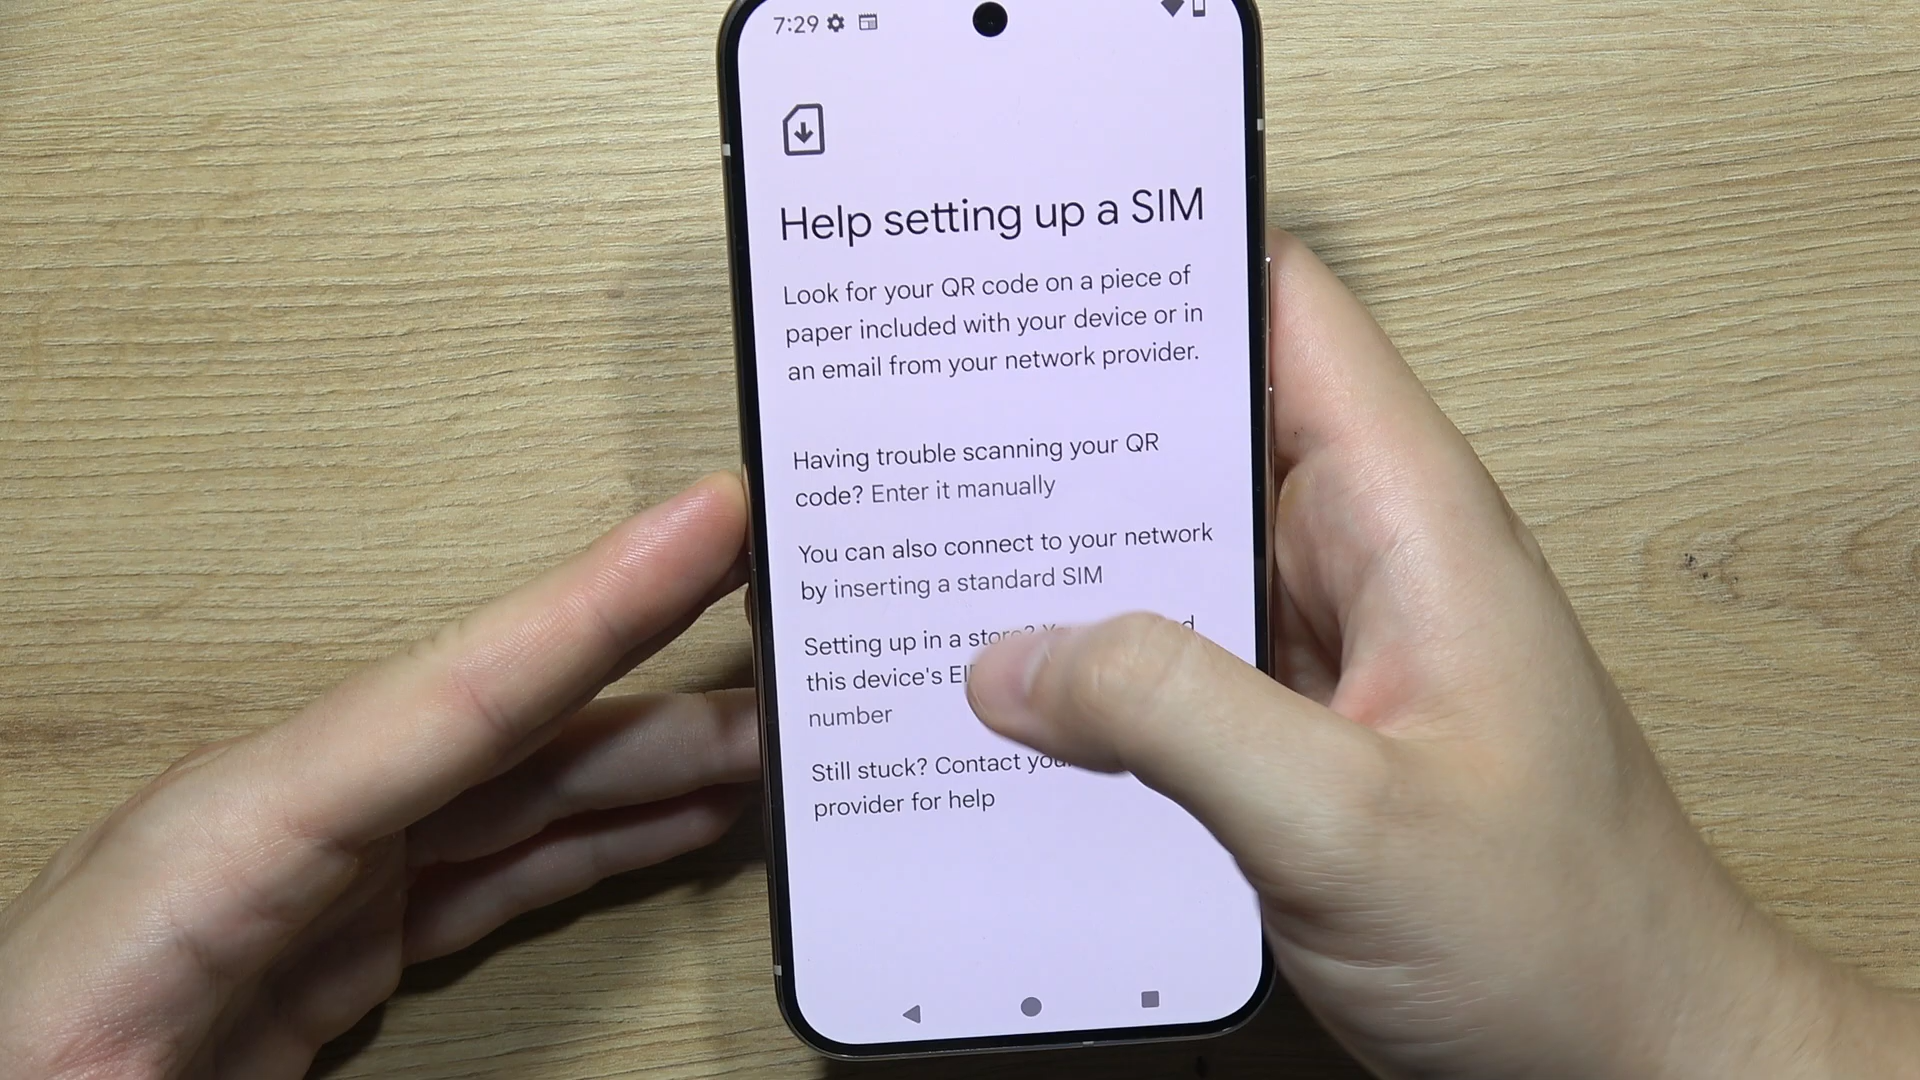 7:29
Help setting up a SIM
Look for your QR code on a piece of
paper included with your device or in
an email from your network provider.
Having trouble scanning your QR
code? Enter it manually
You can also connect to your network
by inserting a standard SIM
Setting up in a store?
this device's
number
Still stuck? Contact
provider for help